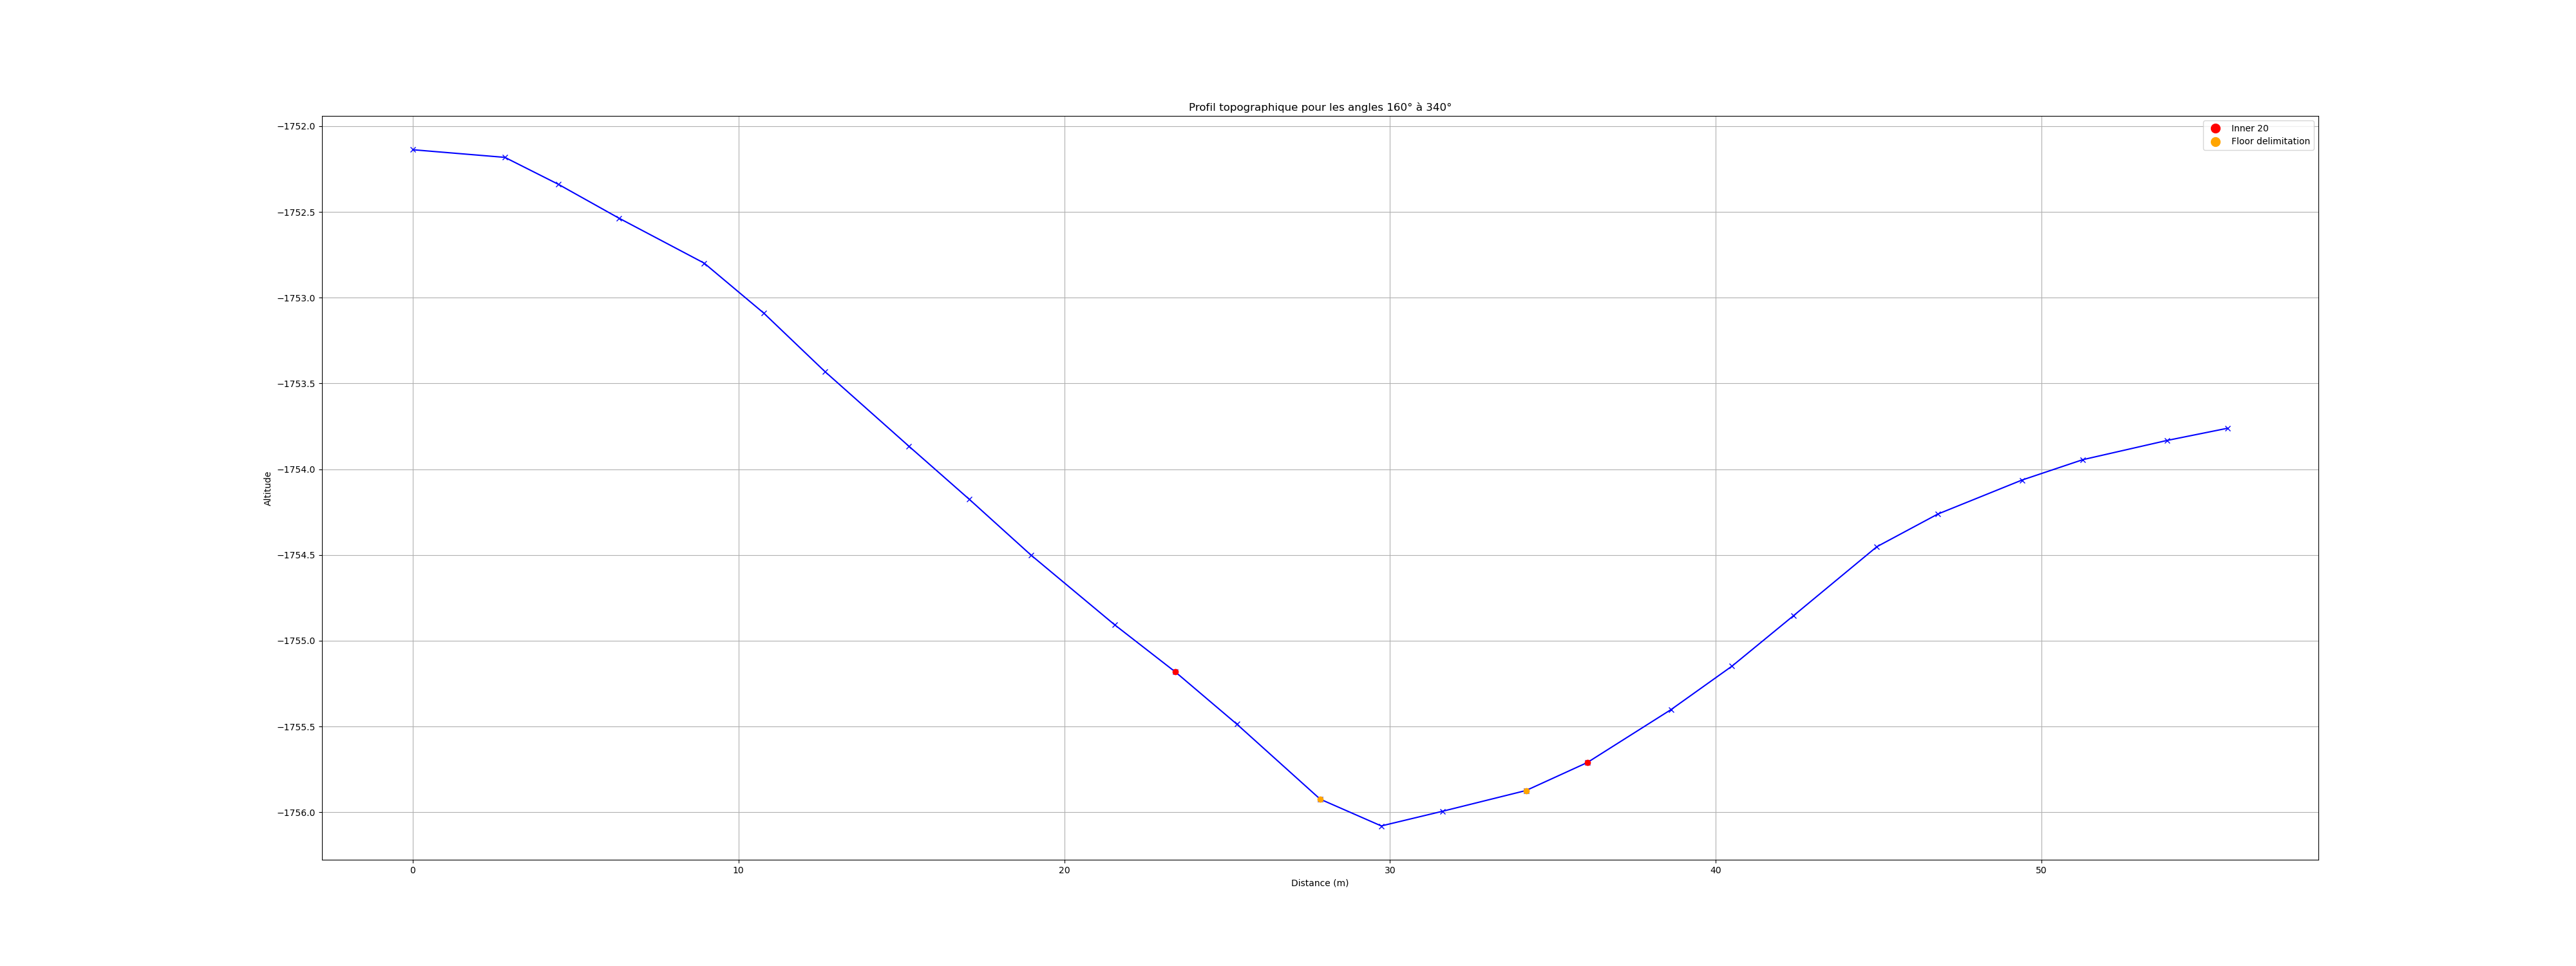 Profil topographique pour les angles 160° à 340°
Inner 20
Floor delimitation
Altitude
−1752.0
−1752.5
−1753.0
−1753.5
−1754.0
−1754.5
−1755.0
−1755.5
−1756.0
0 10 20 30 40 50
Distance (m)